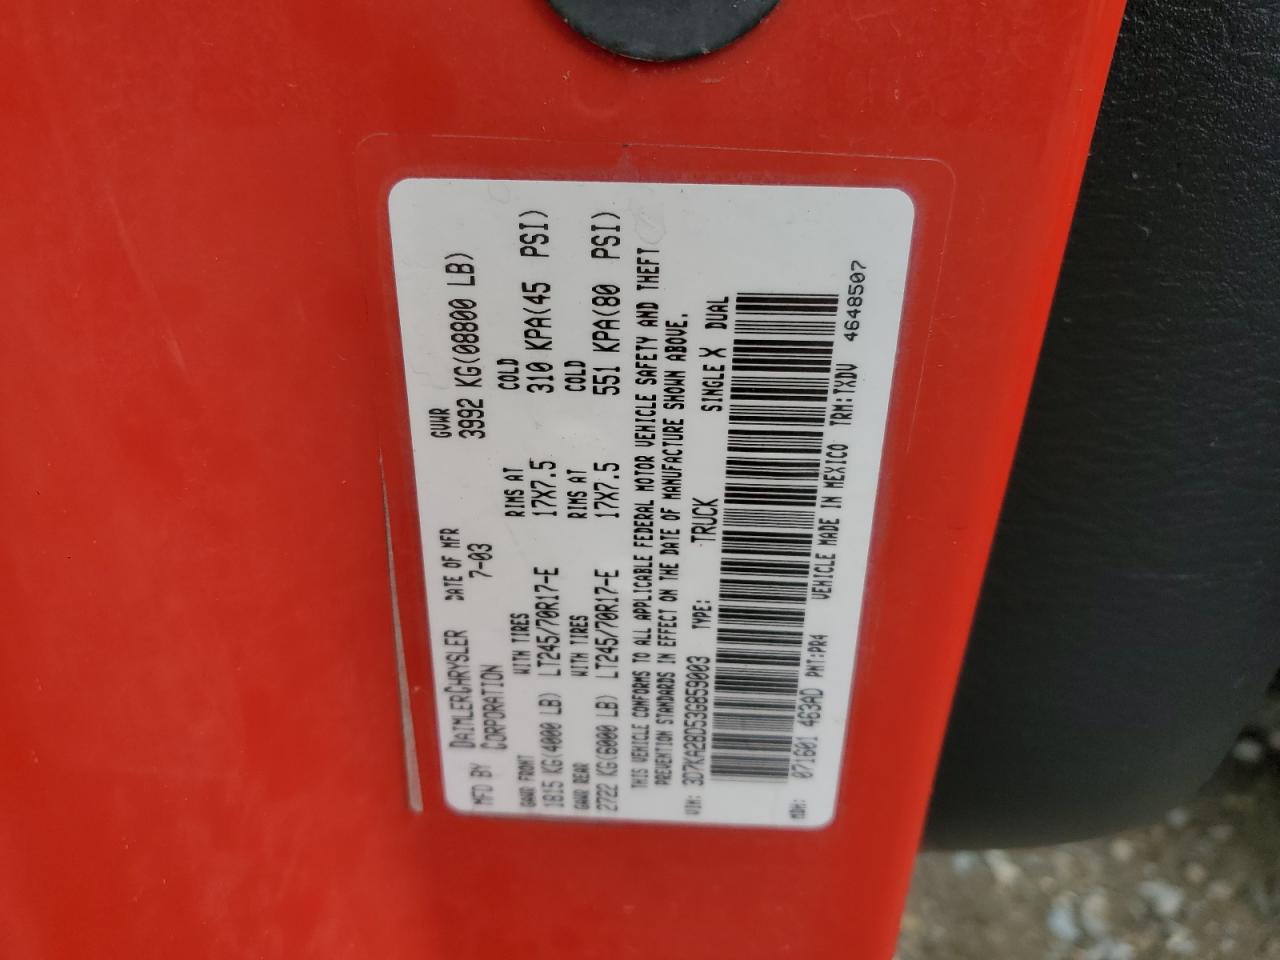 MFD BY DAIMLERCHRYSLER CORPORATION DATE OF MFR 7-03 GVWR 3992 KG(08800 LB)
GAWR FRONT WITH TIRES RIMS AT COLD
1815 KG(4000 LB) LT245/70R17-E 17X7.5 310 KPA(45 PSI)
GAWR REAR WITH TIRES RIMS AT COLD
2722 KG(6000 LB) LT245/70R17-E 17X7.5 551 KPA(80 PSI)
THIS VEHICLE CONFORMS TO ALL APPLICABLE FEDERAL MOTOR VEHICLE SAFETY AND THEFT
PREVENTION STANDARDS IN EFFECT ON THE DATE OF MANUFACTURE SHOWN ABOVE.
VIN: 3D7KA28D53G859003 TYPE: TRUCK SINGLE X DUAL
MDH: 071601 463AD PNT:PR4 VEHICLE MADE IN MEXICO TRM:TXDV 4648507